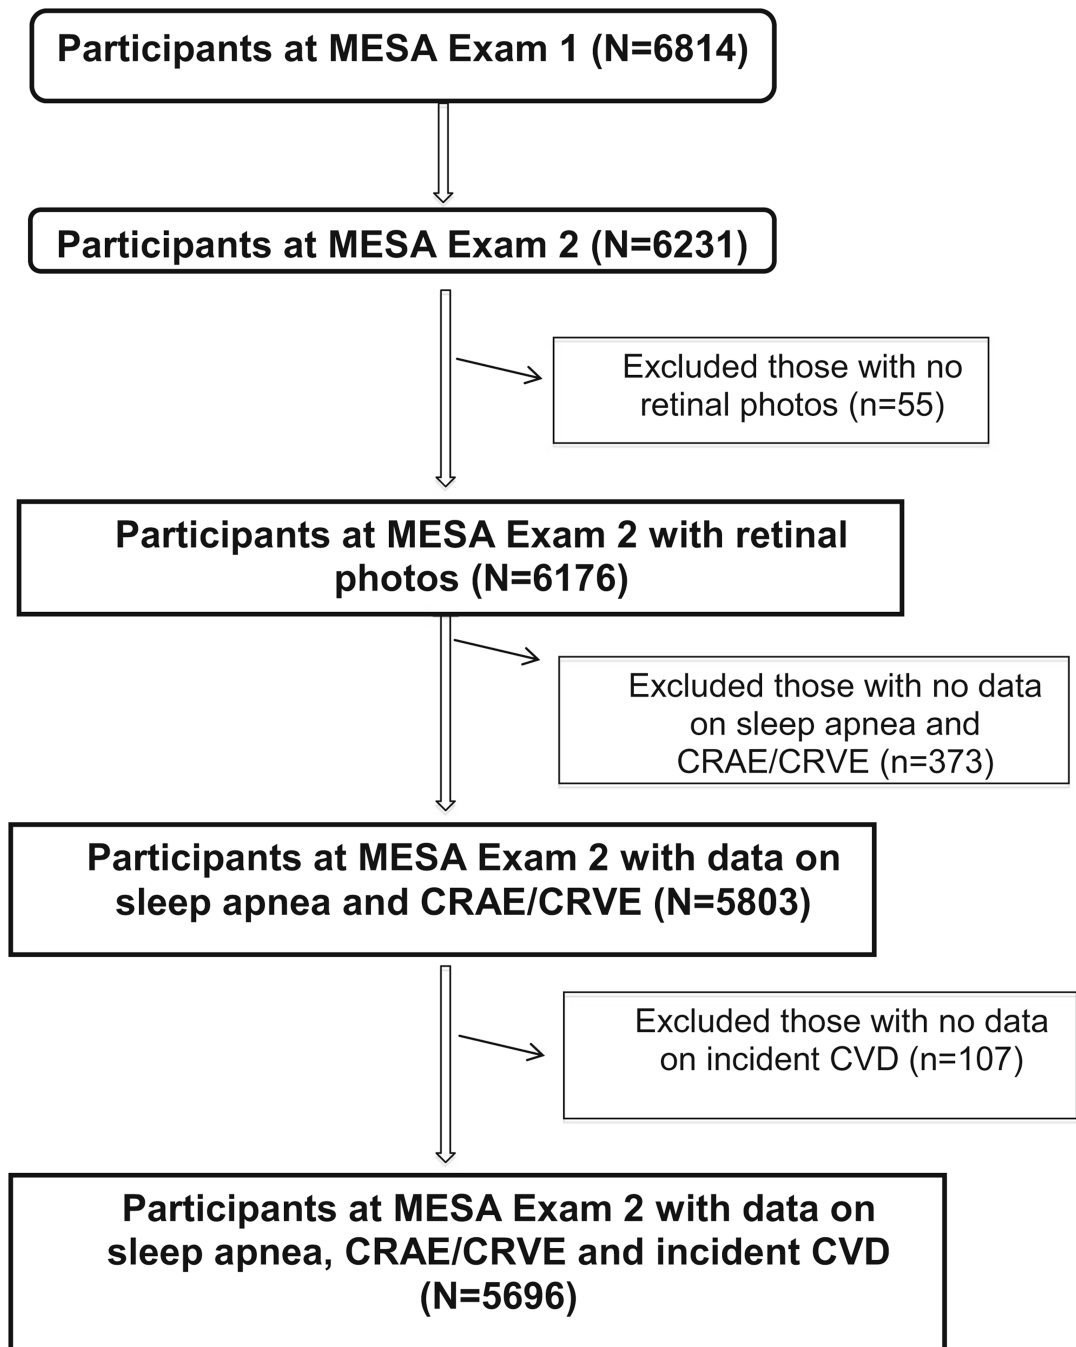 Participants at MESA Exam 1 (N=6814)
Participants at MESA Exam 2 (N=6231)
Excluded those with no
retinal photos (n=55)
Participants at MESA Exam 2 with retinal
photos (N=6176)
Excluded those with no data
on sleep apnea and
CRAE/CRVE (n=373)
Participants at MESA Exam 2 with data on
sleep apnea and CRAE/CRVE (N=5803)
Excluded those with no data
on incident CVD (n=107)
Participants at MESA Exam 2 with data on
sleep apnea, CRAE/CRVE and incident CVD
(N=5696)